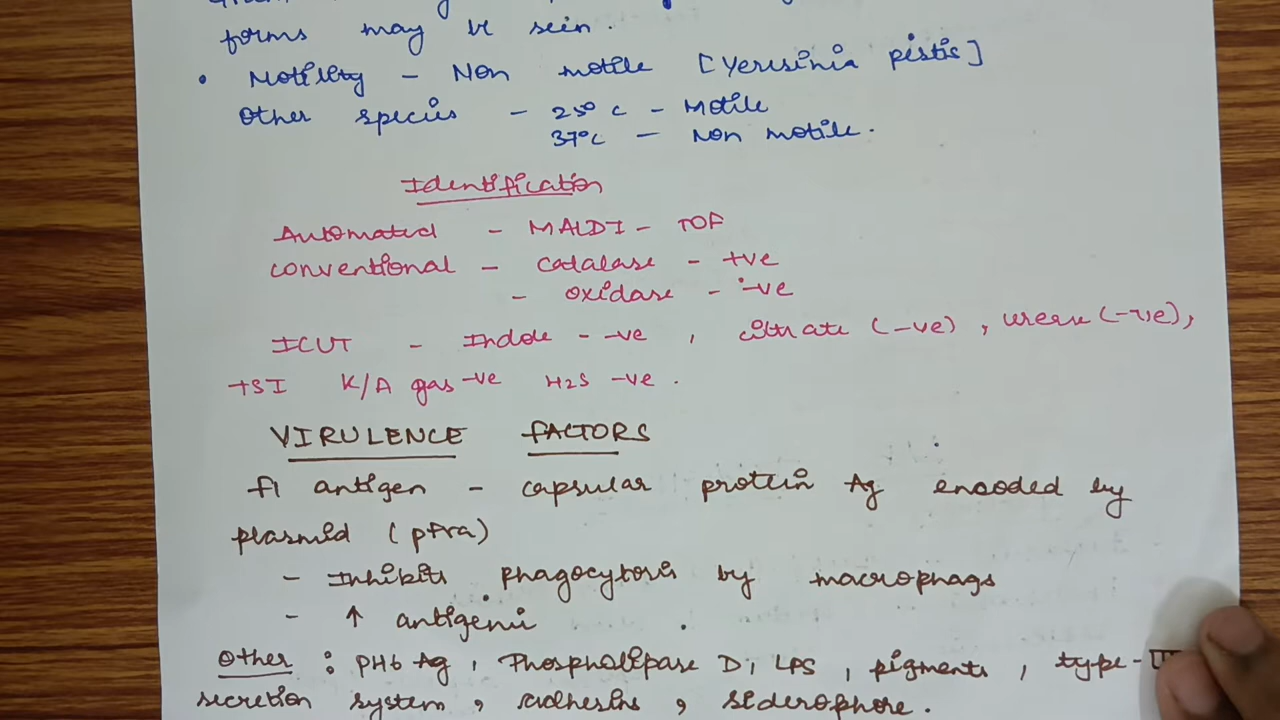 forms may be seen.
• Motility - Non motile [Yersinia pestis]
Other species - 25°C - Motile
37°C - Non motile.
Identification
Automated - MALDI - TOF
Conventional - Catalase - +ve
- Oxidase - -ve
ICUT - Indole - -ve, citrate (-ve), urease (-ve),
TSI K/A gas -ve H2S -ve.
VIRULENCE FACTORS
F1 antigen - capsular protein Ag encoded by
plasmid (pFra)
- Inhibits phagocytosis by macrophags
- ↑ antigenic
Other : PH6 Ag, Phospholipase D, LPS, pigments, type-III
secretion system, adhesins, siderophore.